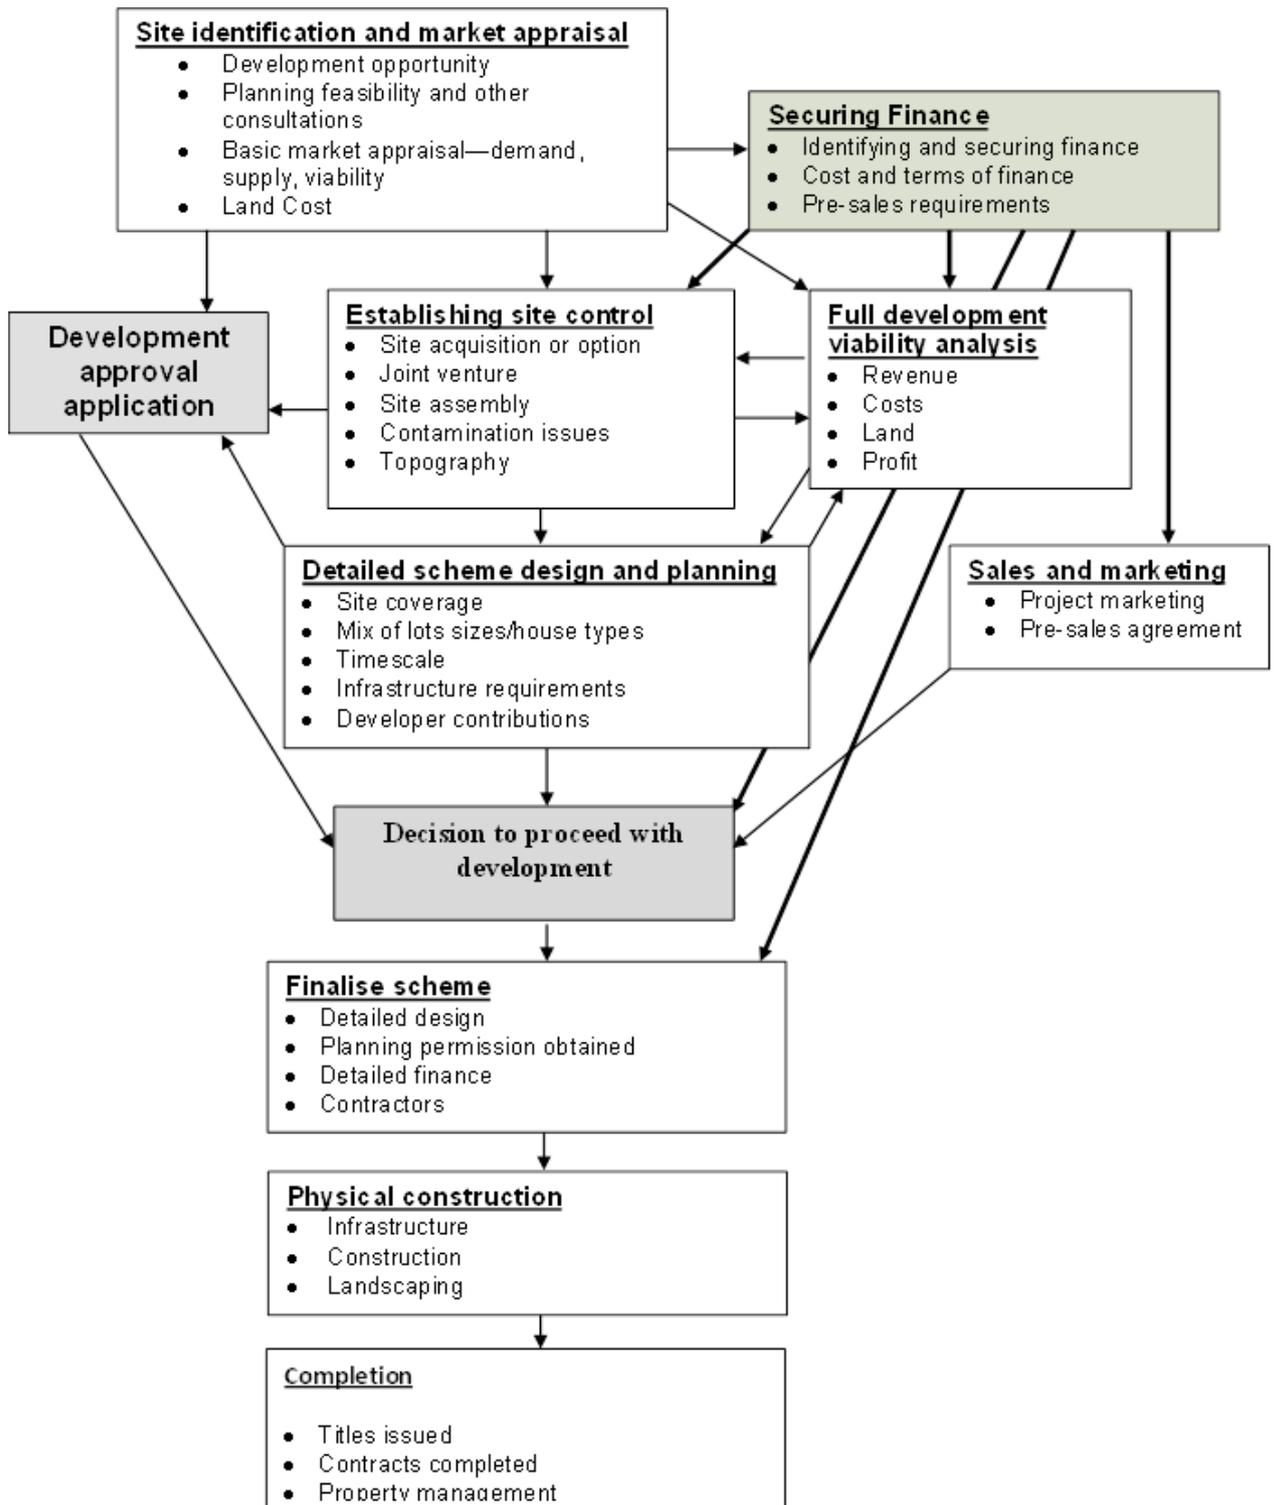 Site identification and market appraisal
• Development opportunity
• Planning feasibility and other
consultations
• Basic market appraisal—demand,
supply, viability
• Land Cost
Securing Finance
• Identifying and securing finance
• Cost and terms of finance
• Pre-sales requirements
Development
approval
application
Establishing site control
• Site acquisition or option
• Joint venture
• Site assembly
• Contamination issues
• Topography
Full development
viability analysis
• Revenue
• Costs
• Land
• Profit
Detailed scheme design and planning
• Site coverage
• Mix of lots sizes/house types
• Timescale
• Infrastructure requirements
• Developer contributions
Sales and marketing
• Project marketing
• Pre-sales agreement
Decision to proceed with
development
Finalise scheme
• Detailed design
• Planning permission obtained
• Detailed finance
• Contractors
Physical construction
• Infrastructure
• Construction
• Landscaping
Completion
• Titles issued
• Contracts completed
• Property management